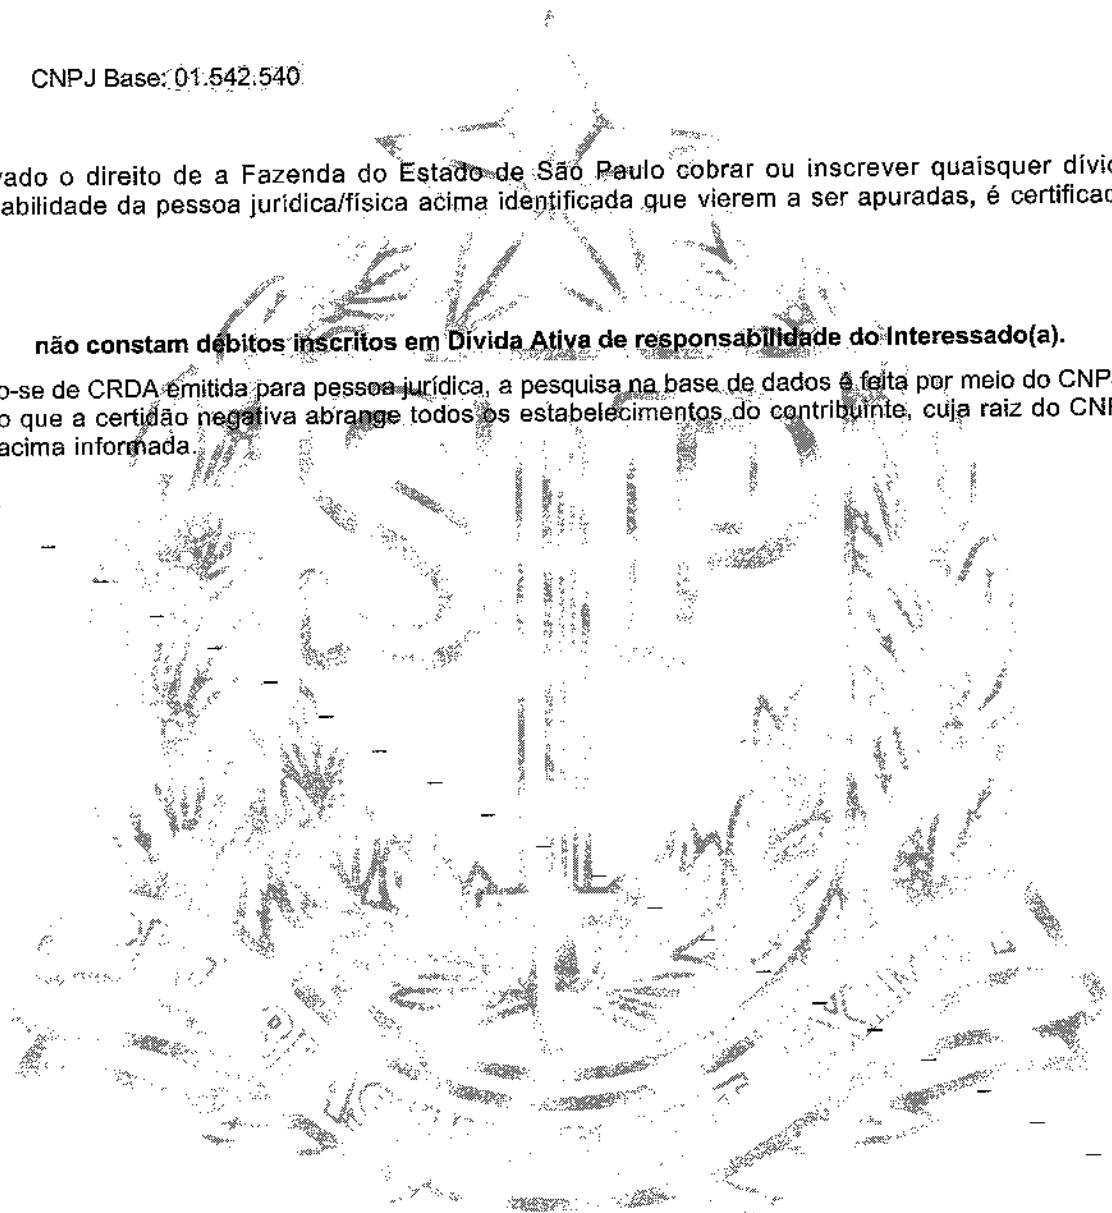 CNPJ Base: 01.542.540
vado o direito de a Fazenda do Estado de São Paulo cobrar ou inscrever quaisquer dívid
abilidade da pessoa jurídica/física acima identificada que vierem a ser apuradas, é certificad
não constam débitos inscritos em Dívida Ativa de responsabilidade do Interessado(a).
o-se de CRDA emitida para pessoa jurídica, a pesquisa na base de dados é feita por meio do CNP
o que a certidão negativa abrange todos os estabelecimentos do contribuinte, cuja raiz do CNP
acima informada.